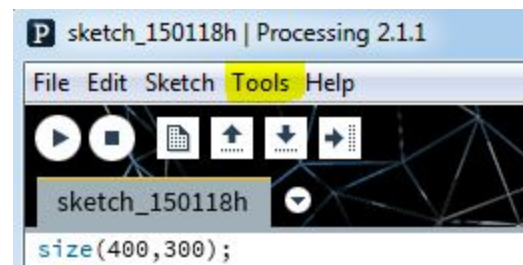 sketch_150118h | Processing 2.1.1
File Edit Sketch Tools Help
sketch_150118h
size(400,300);